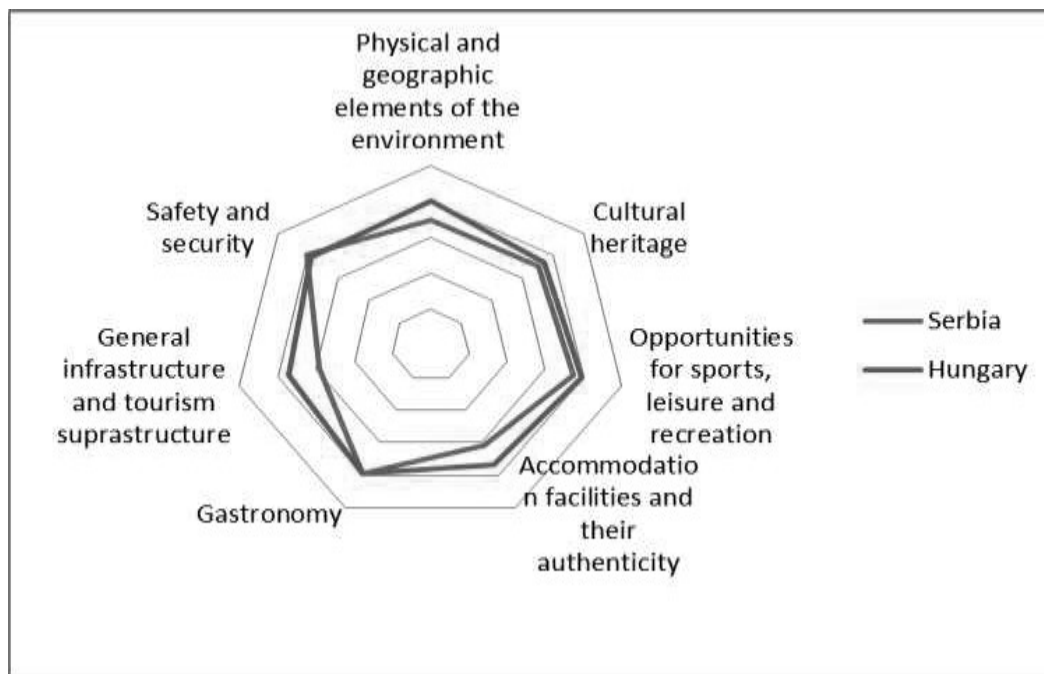 Physical and
geographic
elements of the
environment
Safety and
security
Cultural
heritage
General
infrastructure
and tourism
suprastructure
Opportunities
for sports,
leisure and
recreation
Serbia
Hungary
Gastronomy
Accommodatio
n facilities and
their
authenticity